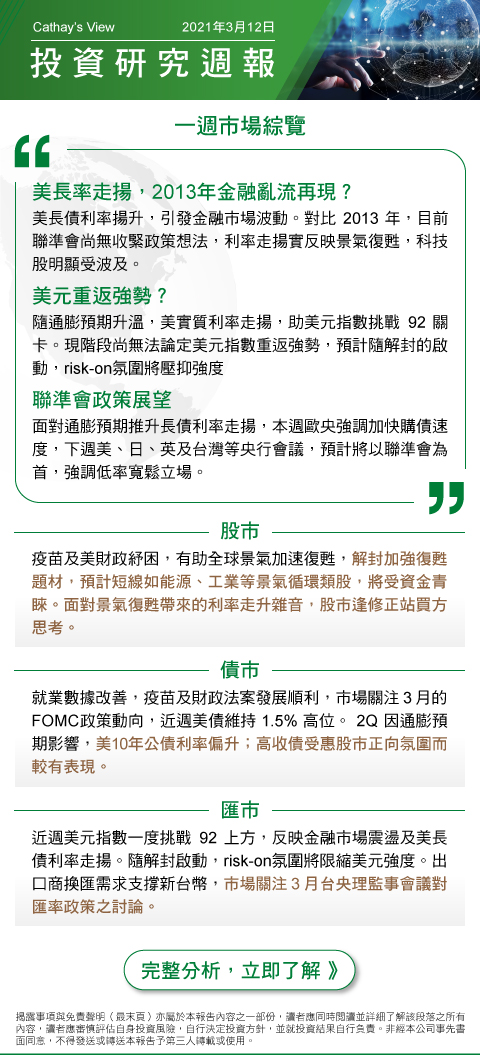 Cathay's View 2021年3月12日
投資研究週報
一週市場綜覽
美長率走揚，2013年金融亂流再現？
美長債利率揚升，引發金融市場波動。對比 2013 年，目前
聯準會尚無收緊政策想法，利率走揚實反映景氣復甦，科技
股明顯受波及。
美元重返強勢？
隨通膨預期升溫，美實質利率走揚，助美元指數挑戰 92 關
卡。現階段尚無法論定美元指數重返強勢，預計隨解封的啟
動，risk-on氛圍將壓抑強度
聯準會政策展望
面對通膨預期推升長債利率走揚，本週歐央強調加快購債速
度，下週美、日、英及台灣等央行會議，預計將以聯準會為
首，強調低率寬鬆立場。
股市
疫苗及美財政紓困，有助全球景氣加速復甦，解封加強復甦
題材，預計短線如能源、工業等景氣循環類股，將受資金青
睞。面對景氣復甦帶來的利率走升雜音，股市逢修正站買方
思考。
債市
就業數據改善，疫苗及財政法案發展順利，市場關注 3 月的
FOMC政策動向，近週美債維持 1.5% 高位。 2Q 因通膨預
期影響，美10年公債利率偏升；高收債受惠股市正向氛圍而
較有表現。
匯市
近週美元指數一度挑戰 92 上方，反映金融市場震盪及美長
債利率走揚。隨解封啟動，risk-on氛圍將限縮美元強度。出
口商換匯需求支撐新台幣，市場關注 3 月台央理監事會議對
匯率政策之討論。
完整分析，立即了解 》
揭露事項與免責聲明（最末頁）亦屬於本報告內容之一部份，讀者應同時閱讀並詳細了解該段落之所有
內容，讀者應審慎評估自身投資風險，自行決定投資方針，並就投資結果自行負責。非經本公司事先書
面同意，不得發送或轉送本報告予第三人轉載或使用。